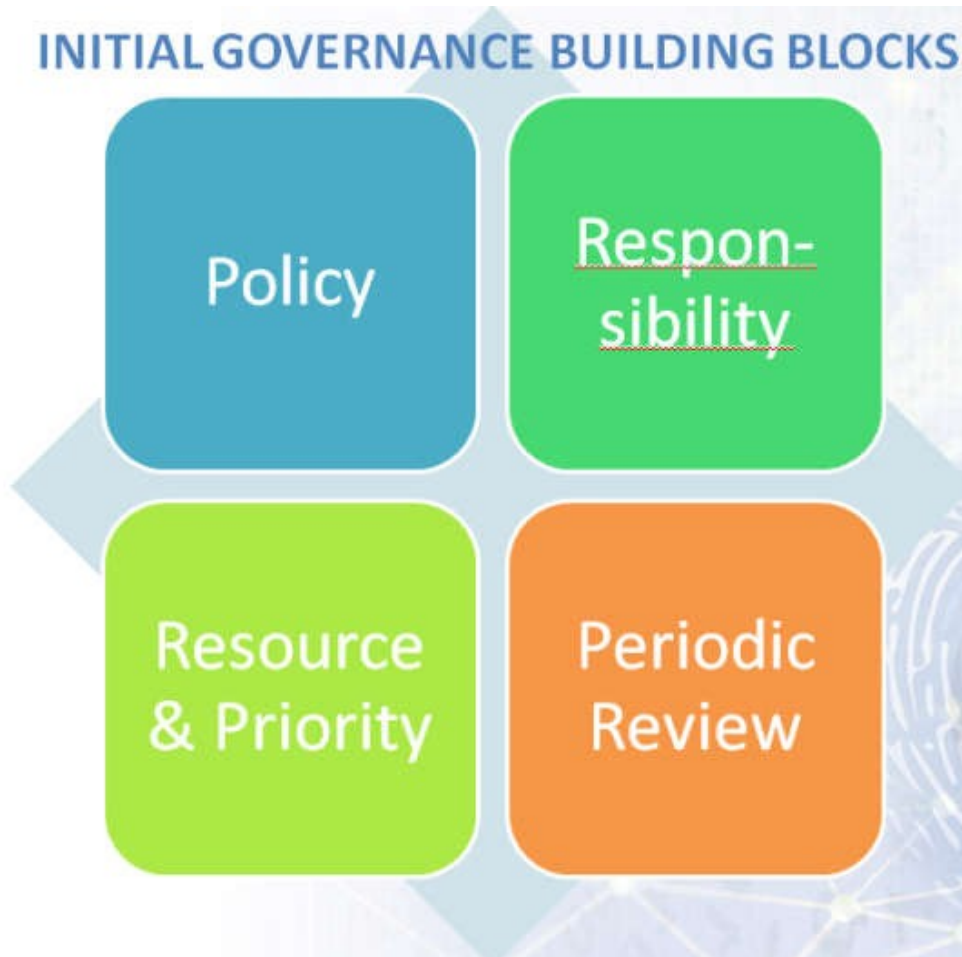 INITIAL GOVERNANCE BUILDING BLOCKS
Policy
Respon-
sibility
Resource
& Priority
Periodic
Review